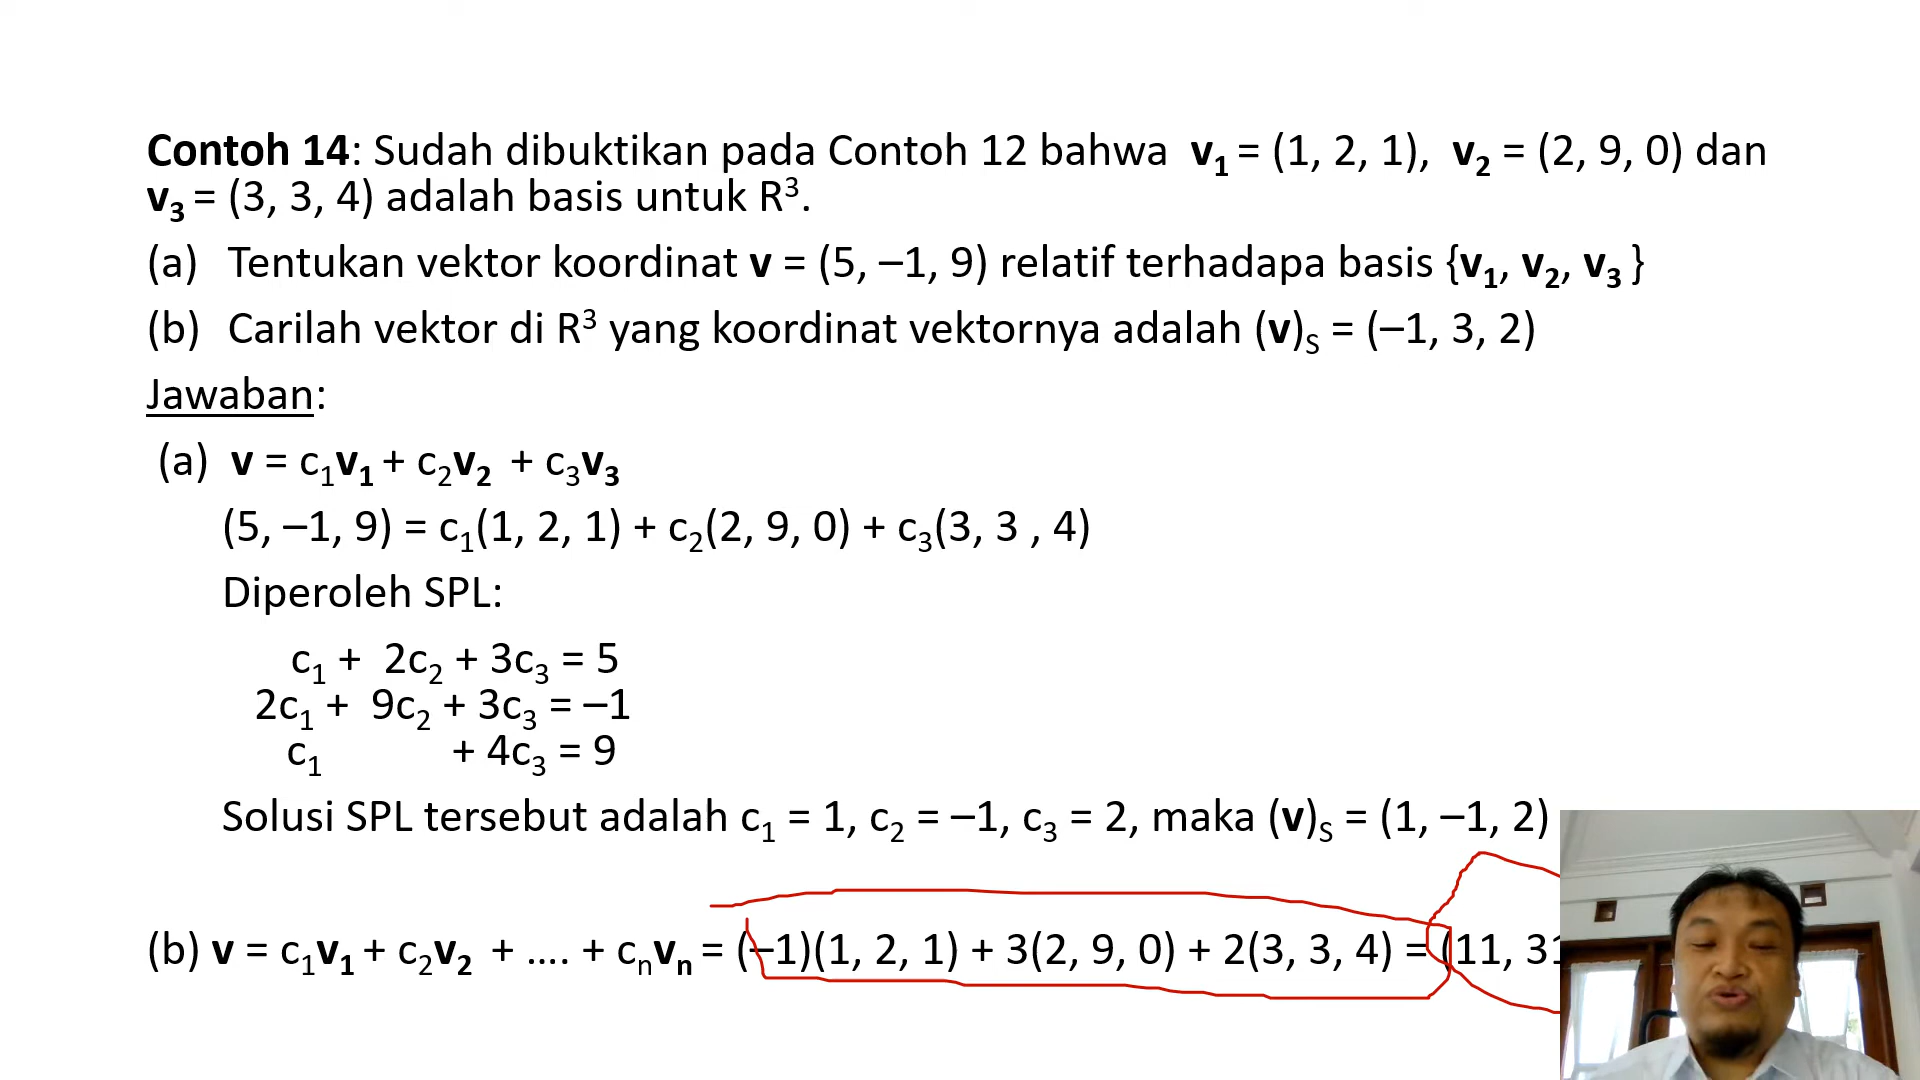 Contoh 14: Sudah dibuktikan pada Contoh 12 bahwa v₁ = (1, 2, 1), v₂ = (2, 9, 0) dan
v₃ = (3, 3, 4) adalah basis untuk R³.
(a) Tentukan vektor koordinat v = (5, –1, 9) relatif terhadapa basis {v₁, v₂, v₃ }
(b) Carilah vektor di R³ yang koordinat vektornya adalah (v)S = (–1, 3, 2)
Jawaban:
(a) v = c₁v₁ + c₂v₂ + c₃v₃
(5, –1, 9) = c₁(1, 2, 1) + c₂(2, 9, 0) + c₃(3, 3 , 4)
Diperoleh SPL:
c₁ + 2c₂ + 3c₃ = 5
2c₁ + 9c₂ + 3c₃ = –1
c₁ + 4c₃ = 9
Solusi SPL tersebut adalah c₁ = 1, c₂ = –1, c₃ = 2, maka (v)S = (1, –1, 2)
(b) v = c₁v₁ + c₂v₂ + .... + cₙvₙ = (–1)(1, 2, 1) + 3(2, 9, 0) + 2(3, 3, 4) = (11, 31